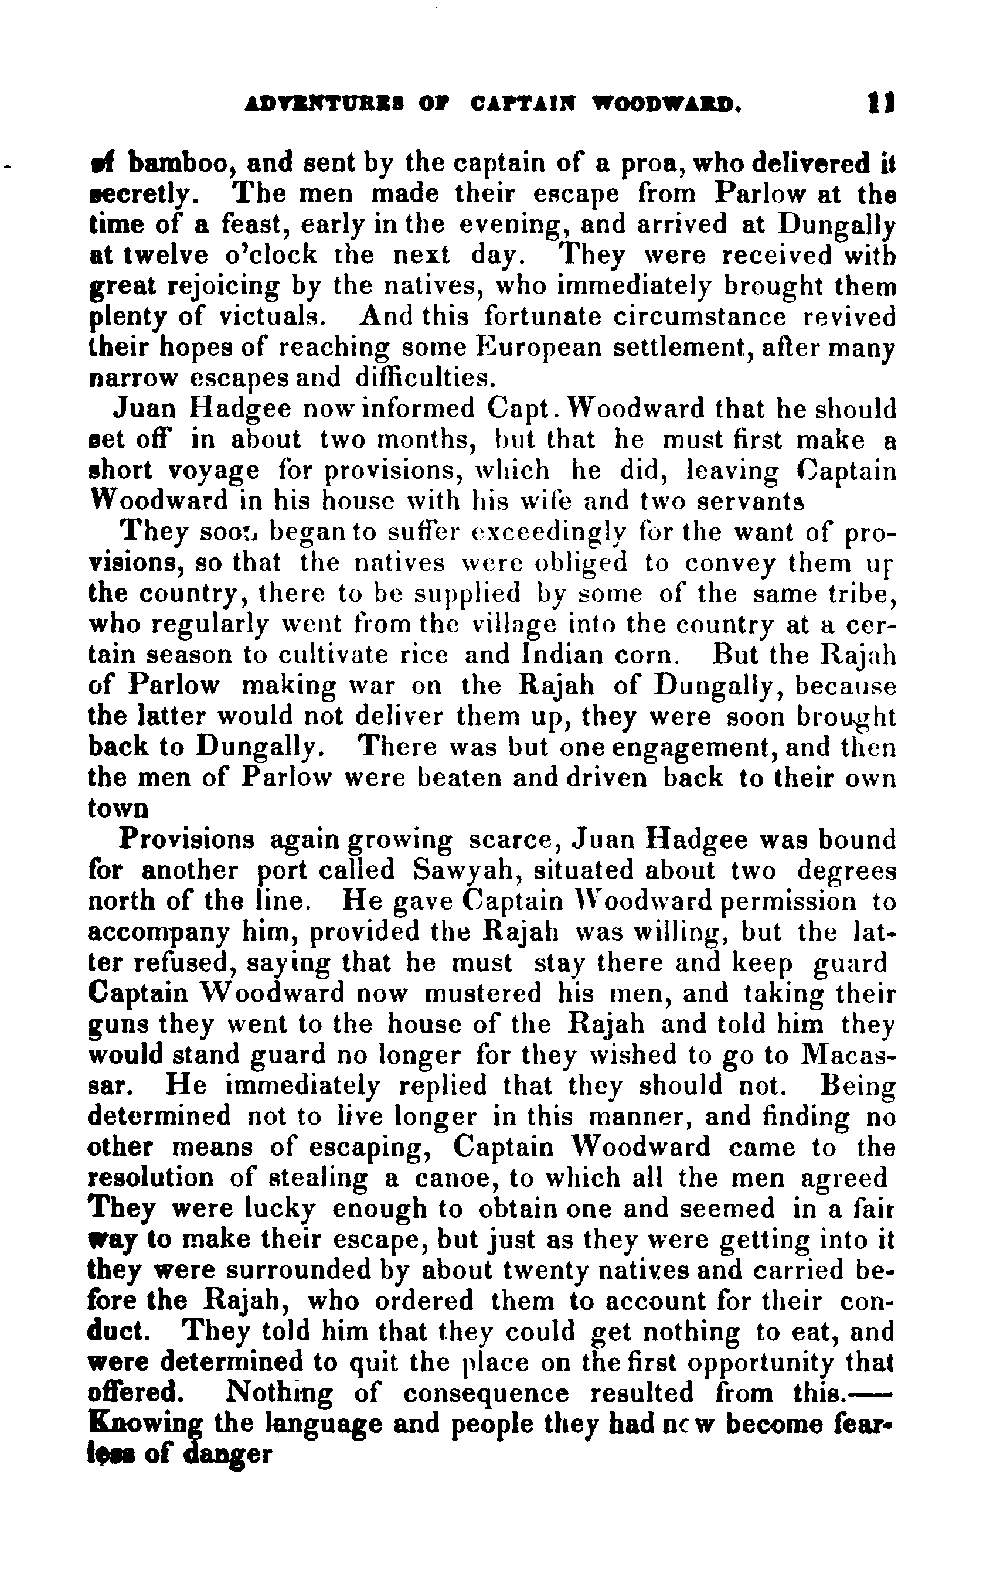 ADVENTURES OF CAPTAIN WOODWARD. 11
of bamboo, and sent by the captain of a proa, who delivered it
secretly. The men made their escape from Parlow at the
time of a feast, early in the evening, and arrived at Dungally
at twelve o'clock the next day. They were received with
great rejoicing by the natives, who immediately brought them
plenty of victuals. And this fortunate circumstance revived
their hopes of reaching some European settlement, after many
narrow escapes and difficulties.
Juan Hadgee now informed Capt. Woodward that he should
set off in about two months, but that he must first make a
short voyage for provisions, which he did, leaving Captain
Woodward in his house with his wife and two servants
They soon began to suffer exceedingly for the want of pro-
visions, so that the natives were obliged to convey them up
the country, there to be supplied by some of the same tribe,
who regularly went from the village into the country at a cer-
tain season to cultivate rice and Indian corn. But the Rajah
of Parlow making war on the Rajah of Dungally, because
the latter would not deliver them up, they were soon brought
back to Dungally. There was but one engagement, and then
the men of Parlow were beaten and driven back to their own
town
Provisions again growing scarce, Juan Hadgee was bound
for another port called Sawyah, situated about two degrees
north of the line. He gave Captain Woodward permission to
accompany him, provided the Rajah was willing, but the lat-
ter refused, saying that he must stay there and keep guard
Captain Woodward now mustered his men, and taking their
guns they went to the house of the Rajah and told him they
would stand guard no longer for they wished to go to Macas-
sar. He immediately replied that they should not. Being
determined not to live longer in this manner, and finding no
other means of escaping, Captain Woodward came to the
resolution of stealing a canoe, to which all the men agreed
They were lucky enough to obtain one and seemed in a fair
way to make their escape, but just as they were getting into it
they were surrounded by about twenty natives and carried be-
fore the Rajah, who ordered them to account for their con-
duct. They told him that they could get nothing to eat, and
were determined to quit the place on the first opportunity that
offered. Nothing of consequence resulted from this.—
Knowing the language and people they had new become fear-
less of danger